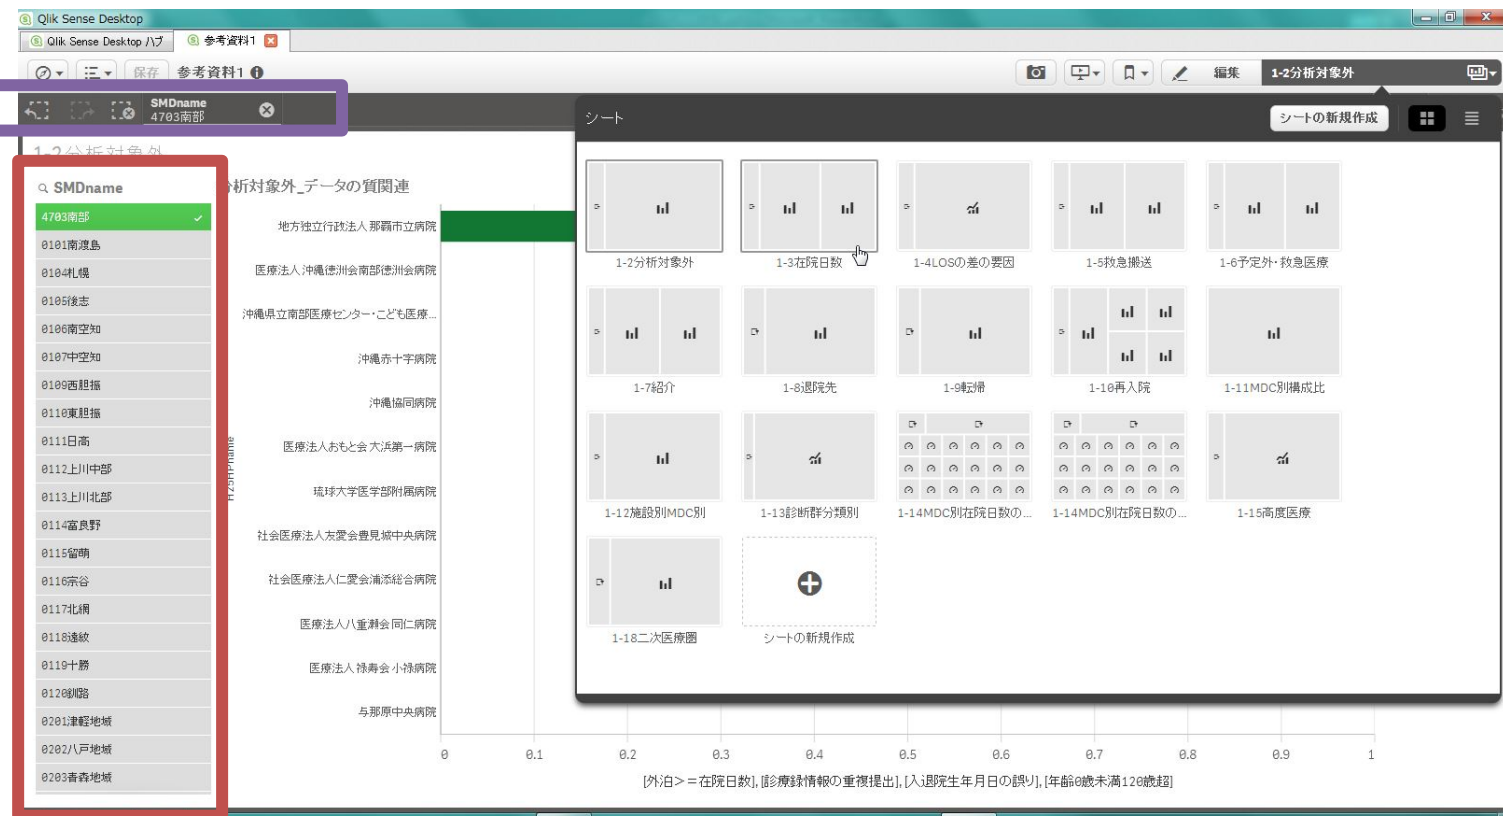 Qlik Sense Desktop
Qlik Sense Desktop ハブ
参考資料1
保存
参考資料1
編集
1-2分析対象外
SMDname
4703南部
シート
シートの新規作成
1-2分析対象外
SMDname
4703南部
0101南渡島
0104札幌
0105後志
0106南空知
0107中空知
0109西胆振
0110東胆振
0111日高
0112上川中部
0113上川北部
0114富良野
0115留萌
0116宗谷
0117北網
0118遠紋
0119十勝
0120釧路
0201津軽地域
0202八戸地域
0203青森地域
分析対象外_データの質関連
H25HPname
地方独立行政法人 那覇市立病院
医療法人 沖縄徳洲会南部徳洲会病院
沖縄県立南部医療センター・こども医療...
沖縄赤十字病院
沖縄協同病院
医療法人おもと会 大浜第一病院
琉球大学医学部附属病院
社会医療法人友愛会豊見城中央病院
社会医療法人仁愛会浦添総合病院
医療法人八重瀬会 同仁病院
医療法人 禄寿会 小禄病院
与那原中央病院
0 0.1 0.2 0.3 0.4 0.5 0.6 0.7 0.8 0.9 1
[外泊＞＝在院日数], [診療録情報の重複提出], [入退院生年月日の誤り], [年齢0歳未満120歳超]
1-2分析対象外
1-3在院日数
1-4LOSの差の要因
1-5救急搬送
1-6予定外・救急医療
1-7紹介
1-8退院先
1-9転帰
1-10再入院
1-11MDC別構成比
1-12施設別MDC別
1-13診断群分類別
1-14MDC別在院日数の...
1-14MDC別在院日数の...
1-15高度医療
1-18二次医療圏
シートの新規作成